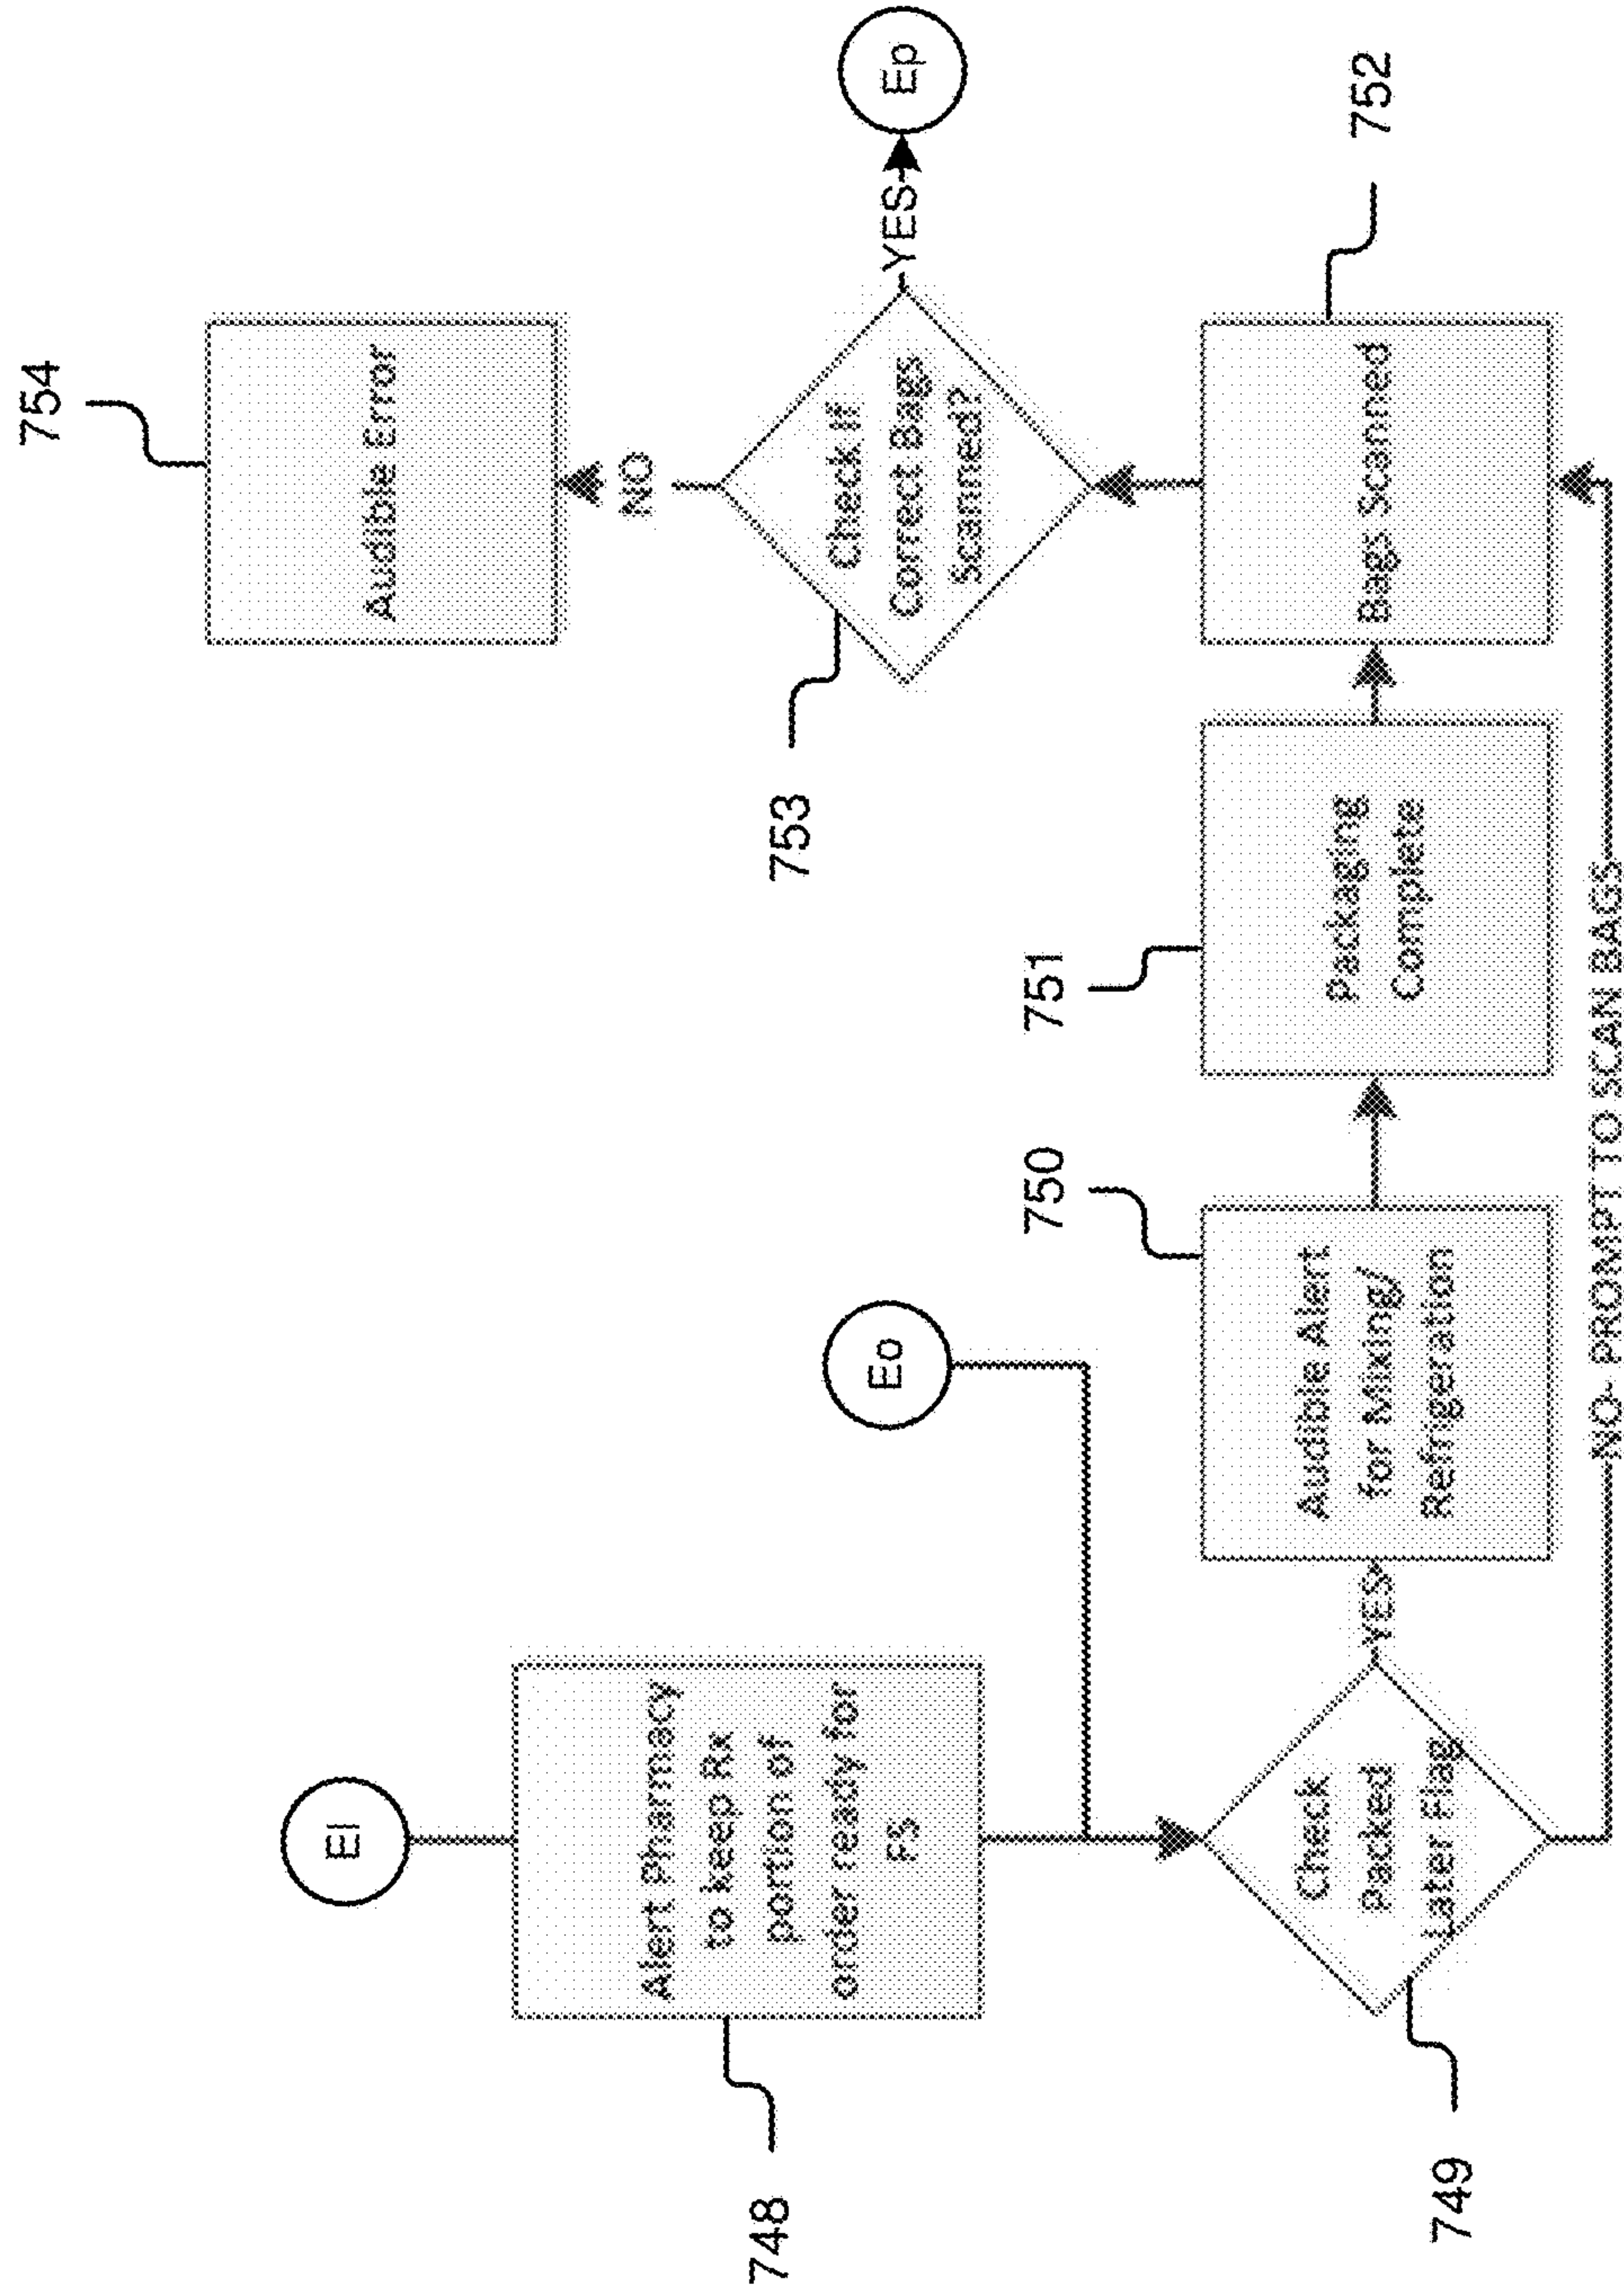 El
Alert Pharmacy
to keep Rx
portion of
order ready for
FS
748
Eo
Check
Packed
Later Flag
749
YES
Audible Alert
for Mixing/
Refrigeration
750
Packaging
Complete
751
NO- PROMPT TO SCAN BAGS
Bags Scanned
752
Check If
Correct Bags
Scanned?
753
YES
Ep
NO
Audible Error
754